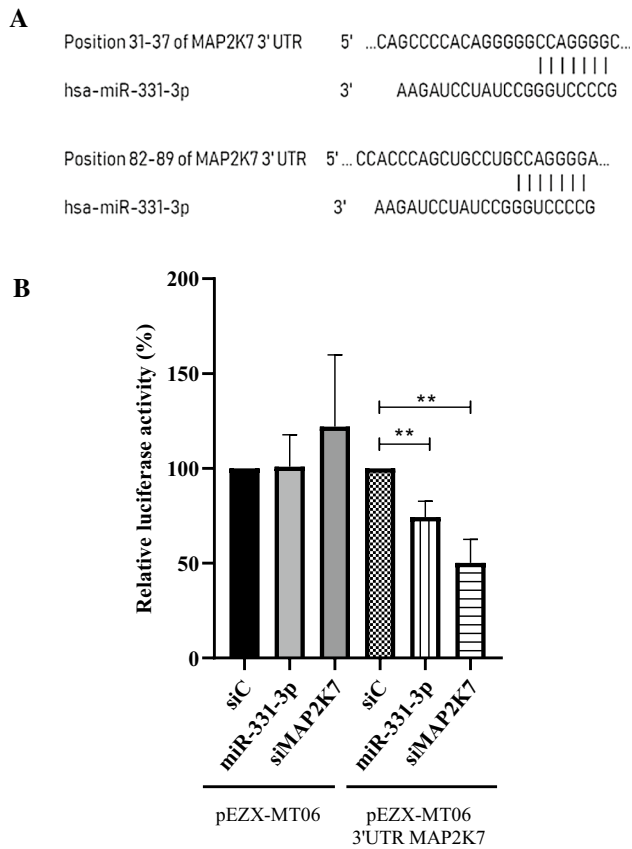 A
Position 31-37 of MAP2K7 3' UTR 5' ...CAGCCCCACAGGGGGCCAGGGGC...
hsa-miR-331-3p 3' AAGAUCCUAUCCGGGUCCCCG
Position 82-89 of MAP2K7 3' UTR 5' ... CCACCCAGCUGCCUGCCAGGGGA...
hsa-miR-331-3p 3' AAGAUCCUAUCCGGGUCCCCG
B
Relative luciferase activity (%)
200
150
100
50
0
**
**
siC
miR-331-3p
siMAP2K7
siC
miR-331-3p
siMAP2K7
pEZX-MT06
pEZX-MT06
3'UTR MAP2K7